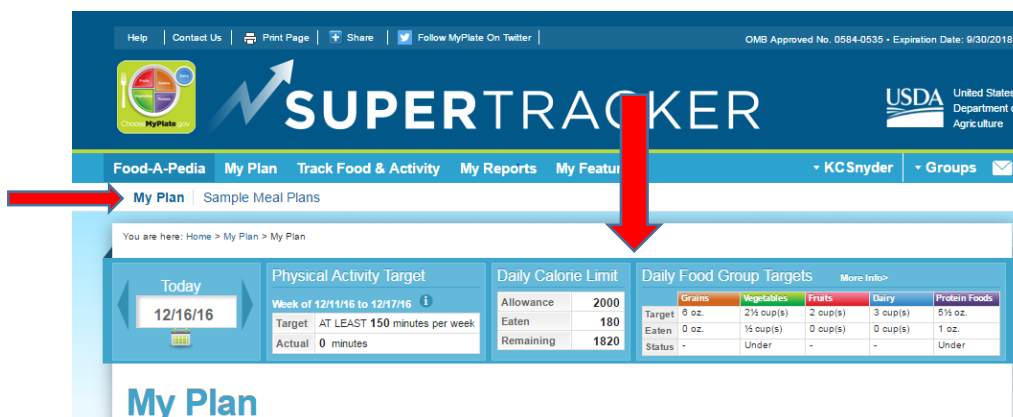 Help | Contact Us | Print Page | Share | Follow MyPlate On Twitter |
OMB Approved No. 0584-0535 - Expiration Date: 9/30/2018
Fruits Grains Dairy
Vegetables Protein
ChooseMyPlate.gov
SUPERTRACKER
USDA
United States
Department o
Agriculture
Food-A-Pedia My Plan Track Food & Activity My Reports My Featur
KCSnyder Groups
My Plan | Sample Meal Plans
You are here: Home > My Plan > My Plan
Today
12/16/16
Physical Activity Target
Week of 12/11/16 to 12/17/16 i
Target AT LEAST 150 minutes per week
Actual 0 minutes
Daily Calorie Limit
Allowance 2000
Eaten 180
Remaining 1820
Daily Food Group Targets More Info>
Grains Vegetables Fruits Dairy Protein Foods
Target 6 oz. 2½ cup(s) 2 cup(s) 3 cup(s) 5½ oz.
Eaten 0 oz. ½ cup(s) 0 cup(s) 0 cup(s) 1 oz.
Status - Under - - Under
My Plan